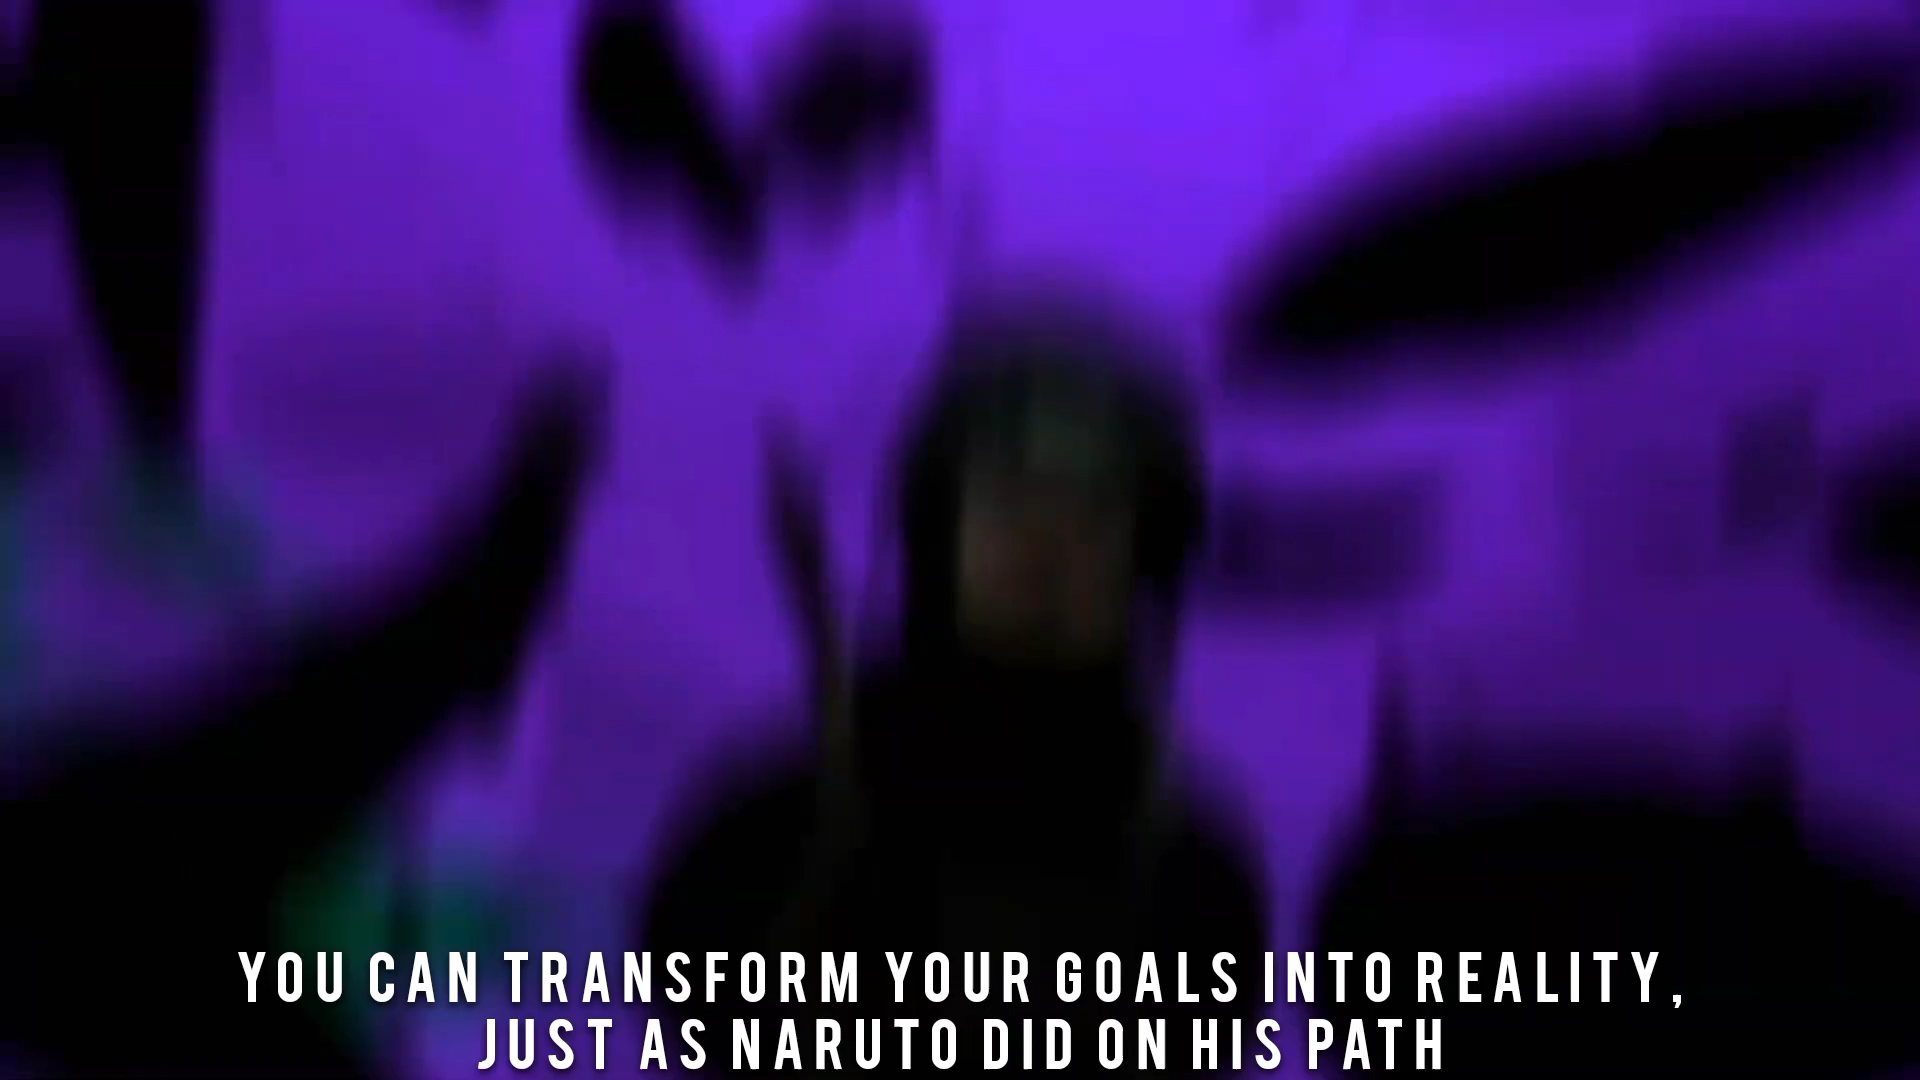 YOU CAN TRANSFORM YOUR GOALS INTO REALITY,
JUST AS NARUTO DID ON HIS PATH